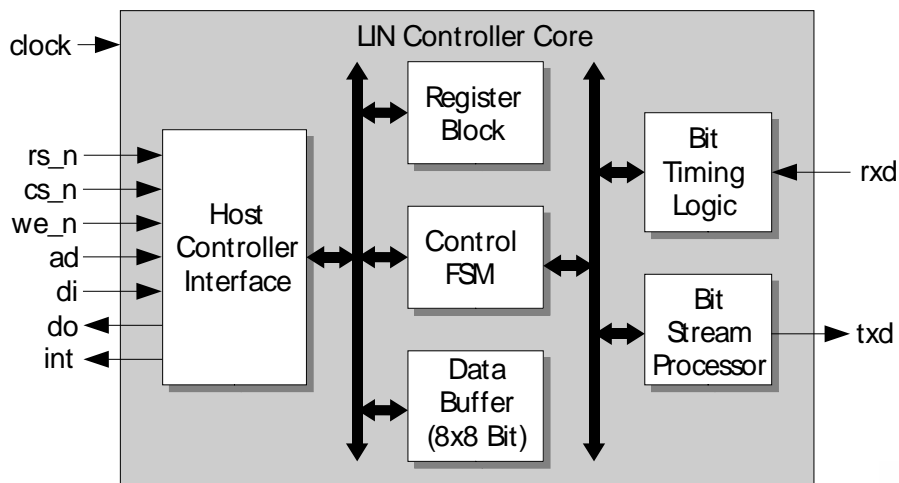 LIN Controller Core
clock
rs_n
cs_n
we_n
ad
di
do
int
Host
Controller
Interface
Register
Block
Control
FSM
Data
Buffer
(8x8 Bit)
Bit
Timing
Logic
Bit
Stream
Processor
rxd
txd